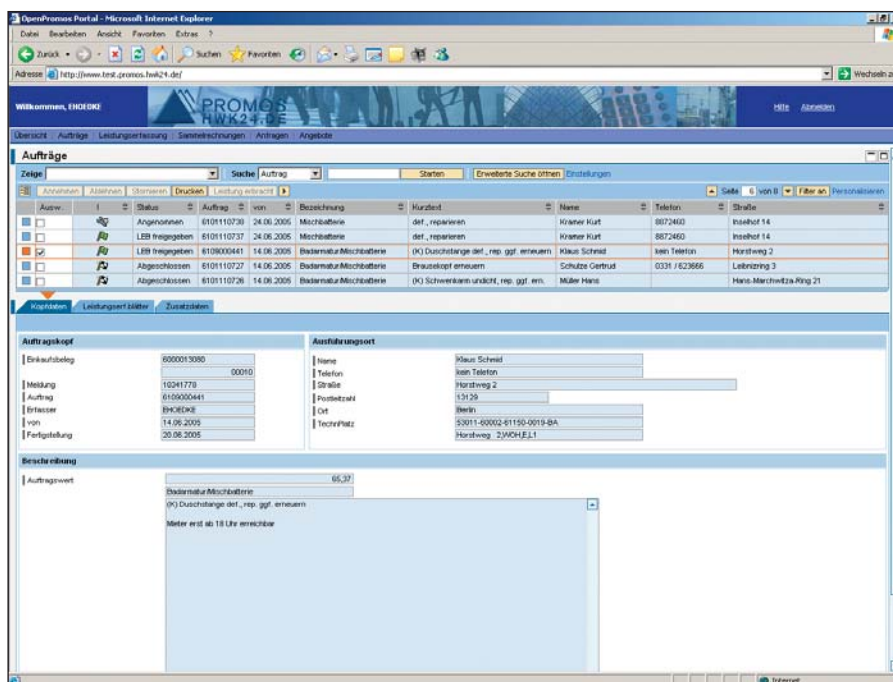 OpenPromos Portal - Microsoft Internet Explorer
Datei Bearbeiten Ansicht Favoriten Extras ?
Zurück Suchen Favoriten
Adresse http://www.test.promos.hwk24.de/ Wechseln
Willkommen, EHOEDKE PROMOS HWK24.DE Hilfe Abmelden
Übersicht Aufträge Leistungserfassung Sammelrechnungen Anfragen Angebote
Aufträge
Zeige Suche Auftrag Starten Erweiterte Suche öffnen Einstellungen
Annehmen Ablehnen Stornieren Drucken Leistung erbracht Seite 6 von 8 Filter an Personalisieren
Ausw.. ! Status Auftrag von Bezeichnung Kurztext Name Telefon Straße
Angenommen 6101110738 24.06.2005 Mischbatterie def., reparieren Kramer Kurt 8872460 Inselhof 14
LEB freigegeben 6101110737 24.06.2005 Mischbatterie def., reparieren Kramer Kurt 8872460 Inselhof 14
LEB freigegeben 6109000441 14.06.2005 Badarmatur/Mischbatterie (K) Duschstange def., rep. ggf. erneuern Klaus Schmid kein Telefon Horstweg 2
Abgeschlossen 6101110727 14.06.2005 Badarmatur/Mischbatterie Brausekopf erneuern Schulze Gertrud 0331 / 623666 Leibnizring 3
Abgeschlossen 6101110726 14.06.2005 Badarmatur/Mischbatterie (K) Schwenkarm undicht, rep. ggf. ern. Müller Hans Hans-Marchwitza-Ring 21
Kopfdaten Leistungserf.blätter Zusatzdaten
Auftragskopf
Einkaufsbeleg 6000013080
00010
Meldung 10341778
Auftrag 6109000441
Erfasser EHOEDKE
von 14.06.2005
Fertigstellung 20.06.2005
Ausführungsort
Name Klaus Schmid
Telefon kein Telefon
Straße Horstweg 2
Postleitzahl 13129
Ort Berlin
TechnPlatz 53011-60002-61150-0019-BA
Horstweg 2,WOH,E,L1
Beschreibung
Auftragswert 65,37
Badarmatur/Mischbatterie
(K) Duschstange def., rep. ggf. erneuern
Mieter erst ab 18 Uhr erreichbar
Internet